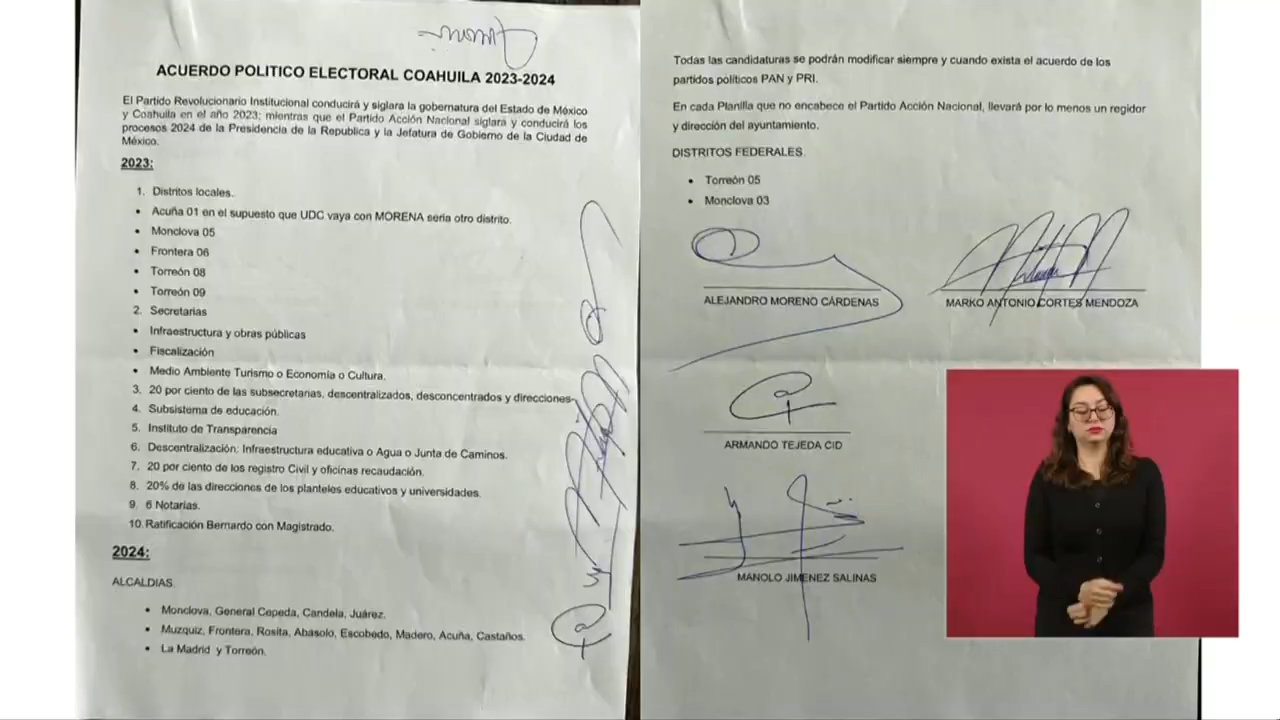 ACUERDO POLITICO ELECTORAL COAHUILA 2023-2024
El Partido Revolucionario Institucional conducirá y siglara la gobernatura del Estado de México
y Coahuila en el año 2023; mientras que el Partido Acción Nacional siglará y conducirá los
procesos 2024 de la Presidencia de la Republica y la Jefatura de Gobierno de la Ciudad de
México.
2023:
1. Distritos locales.
• Acuña 01 en el supuesto que UDC vaya con MORENA seria otro distrito.
• Monclova 05
• Frontera 06
• Torreón 08
• Torreón 09
2. Secretarias
• Infraestructura y obras públicas
• Fiscalización
• Medio Ambiente Turismo o Economía o Cultura.
3. 20 por ciento de las subsecretarias, descentralizados, desconcentrados y direcciones
4. Subsistema de educación.
5. Instituto de Transparencia
6. Descentralización: Infraestructura educativa o Agua o Junta de Caminos.
7. 20 por ciento de los registro Civil y oficinas recaudación.
8. 20% de las direcciones de los planteles educativos y universidades.
9. 6 Notarias.
10. Ratificación Bernardo con Magistrado.
2024:
ALCALDIAS
• Monclova, General Cepeda, Candela, Juárez.
• Muzquiz, Frontera, Rosita, Abasolo, Escobedo, Madero, Acuña, Castaños.
• La Madrid y Torreón.
Todas las candidaturas se podrán modificar siempre y cuando exista el acuerdo de los
partidos políticos PAN y PRI.
En cada Planilla que no encabece el Partido Acción Nacional, llevará por lo menos un regidor
y dirección del ayuntamiento.
DISTRITOS FEDERALES
• Torreón 05
• Monclova 03
ALEJANDRO MORENO CÁRDENAS
MARKO ANTONIO CORTES MENDOZA
ARMANDO TEJEDA CID
MANOLO JIMENEZ SALINAS